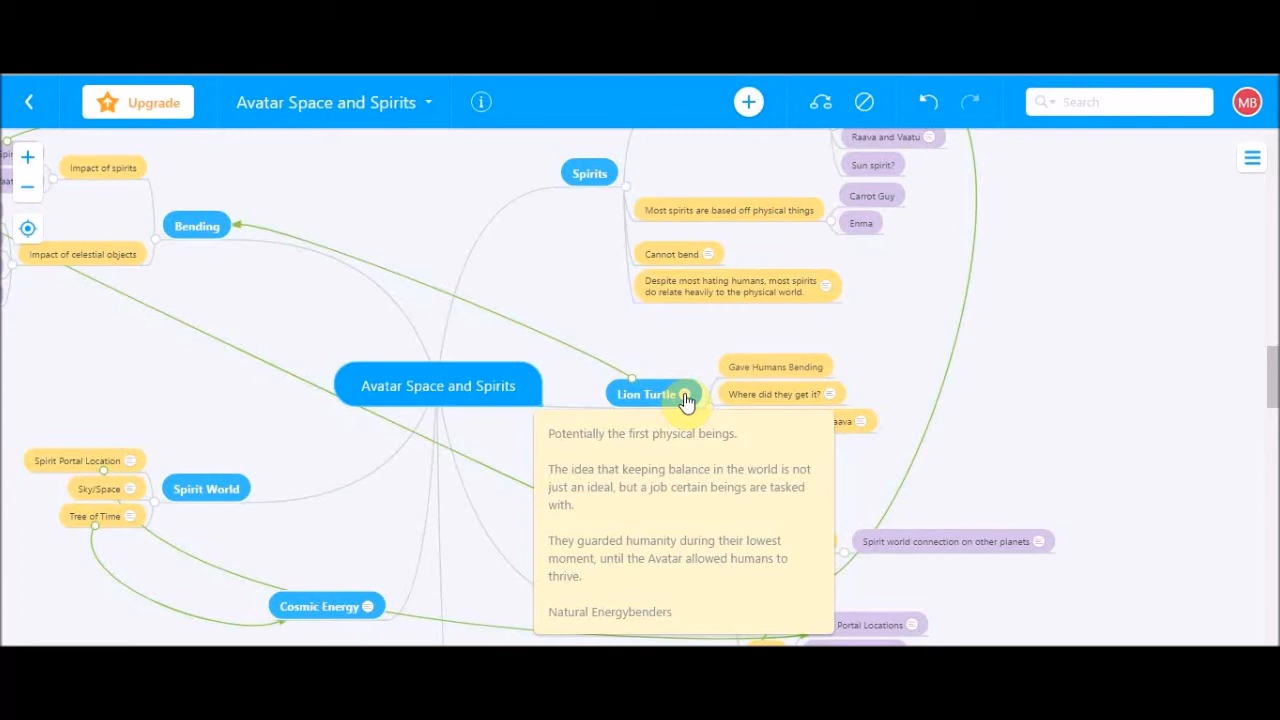 Upgrade
Avatar Space and Spirits
Search
MB
Impact of spirits
Bending
Impact of celestial objects
Spirits
Raava and Vaatu
Sun spirit?
Most spirits are based off physical things
Carrot Guy
Enma
Cannot bend
Despite most hating humans, most spirits
do relate heavily to the physical world.
Avatar Space and Spirits
Lion Turtle
Gave Humans Bending
Where did they get it?
Potentially the first physical beings.
The idea that keeping balance in the world is not
just an ideal, but a job certain beings are tasked
with.
They guarded humanity during their lowest
moment, until the Avatar allowed humans to
thrive.
Natural Energybenders
Spirit Portal Location
Sky/Space
Tree of Time
Spirit World
Cosmic Energy
Spirit world connection on other planets
Portal Locations